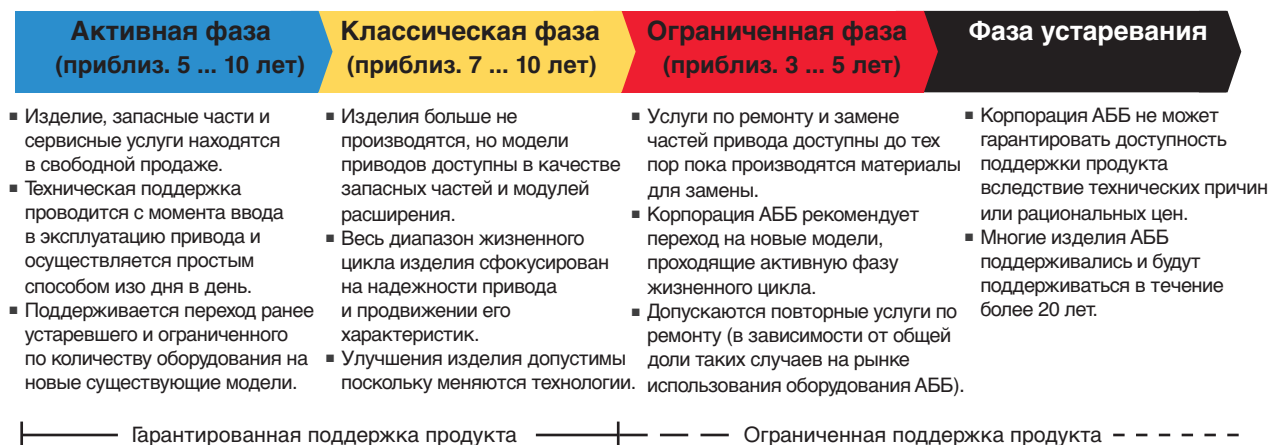 Активная фаза
(приблиз. 5 ... 10 лет)
Классическая фаза
(приблиз. 7 ... 10 лет)
Ограниченная фаза
(приблиз. 3 ... 5 лет)
Фаза устаревания
▪ Изделие, запасные части и
сервисные услуги находятся
в свободной продаже.
▪ Техническая поддержка
проводится с момента ввода
в эксплуатацию привода и
осуществляется простым
способом изо дня в день.
▪ Поддерживается переход ранее
устаревшего и ограниченного
по количеству оборудования на
новые существующие модели.
▪ Изделия больше не
производятся, но модели
приводов доступны в качестве
запасных частей и модулей
расширения.
▪ Весь диапазон жизненного
цикла изделия сфокусирован
на надежности привода
и продвижении его
характеристик.
▪ Улучшения изделия допустимы
поскольку меняются технологии.
▪ Услуги по ремонту и замене
частей привода доступны до тех
пор пока производятся материалы
для замены.
▪ Корпорация АББ рекомендует
переход на новые модели,
проходящие активную фазу
жизненного цикла.
▪ Допускаются повторные услуги по
ремонту (в зависимости от общей
доли таких случаев на рынке
использования оборудования АББ).
▪ Корпорация АББ не может
гарантировать доступность
поддержки продукта
вследствие технических причин
или рациональных цен.
▪ Многие изделия АББ
поддерживались и будут
поддерживаться в течение
более 20 лет.
Гарантированная поддержка продукта
Ограниченная поддержка продукта